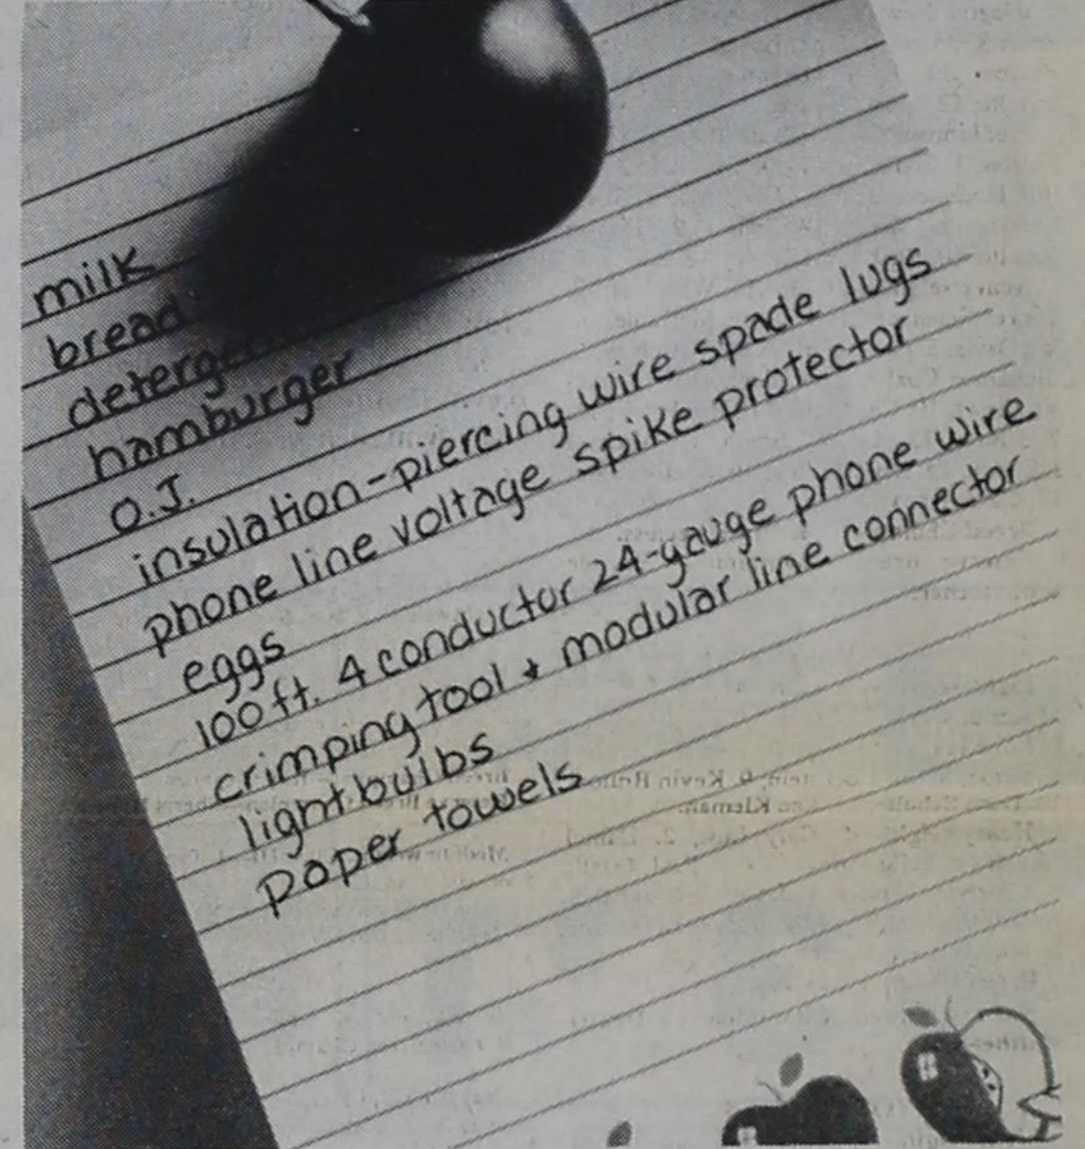 milk
bread
detergent
hamburger
O.J.
insulation-piercing wire spade lugs
phone line voltage spike protector
eggs
100 ft. 4 conductor 24-gauge phone wire
crimping tool + modular line connector
light bulbs
paper towels